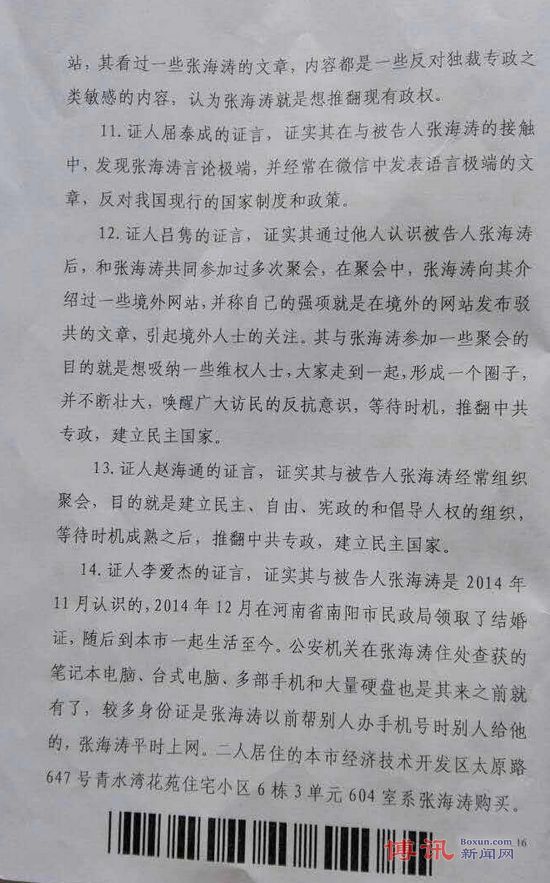 站，其看过一些张海涛的文章，内容都是一些反对独裁专政之
类敏感的内容，认为张海涛就是想推翻现有政权。
11. 证人屈泰成的证言，证实其在与被告人张海涛的接触
中，发现张海涛言论极端，并经常在微信中发表语言极端的文
章，反对我国现行的国家制度和政策。
12. 证人吕隽的证言，证实其通过他人认识被告人张海涛
后，和张海涛共同参加过多次聚会，在聚会中，张海涛向其介
绍过一些境外网站，并称自己的强项就是在境外的网站发布驳
共的文章，引起境外人士的关注。其与张海涛参加一些聚会的
目的就是想吸纳一些维权人士，大家走到一起，形成一个圈子，
并不断壮大，唤醒广大访民的反抗意识，等待时机，推翻中共
专政，建立民主国家。
13. 证人赵海通的证言，证实其与被告人张海涛经常组织
聚会，目的就是建立民主、自由、宪政的和倡导人权的组织，
等待时机成熟之后，推翻中共专政，建立民主国家。
14. 证人李爱杰的证言，证实其与被告人张海涛是 2014 年
11 月认识的，2014 年 12 月在河南省南阳市民政局领取了结婚
证，随后到本市一起生活至今。公安机关在张海涛住处查获的
笔记本电脑、台式电脑、多部手机和大量硬盘也是其来之前就
有了，较多身份证是张海涛以前帮别人办手机号时别人给他
的，张海涛平时上网。二人居住的本市经济技术开发区太原路
647 号青水湾花苑住宅小区 6 栋 3 单元 604 室系张海涛购买。
16
博讯 Boxun.com 新闻网